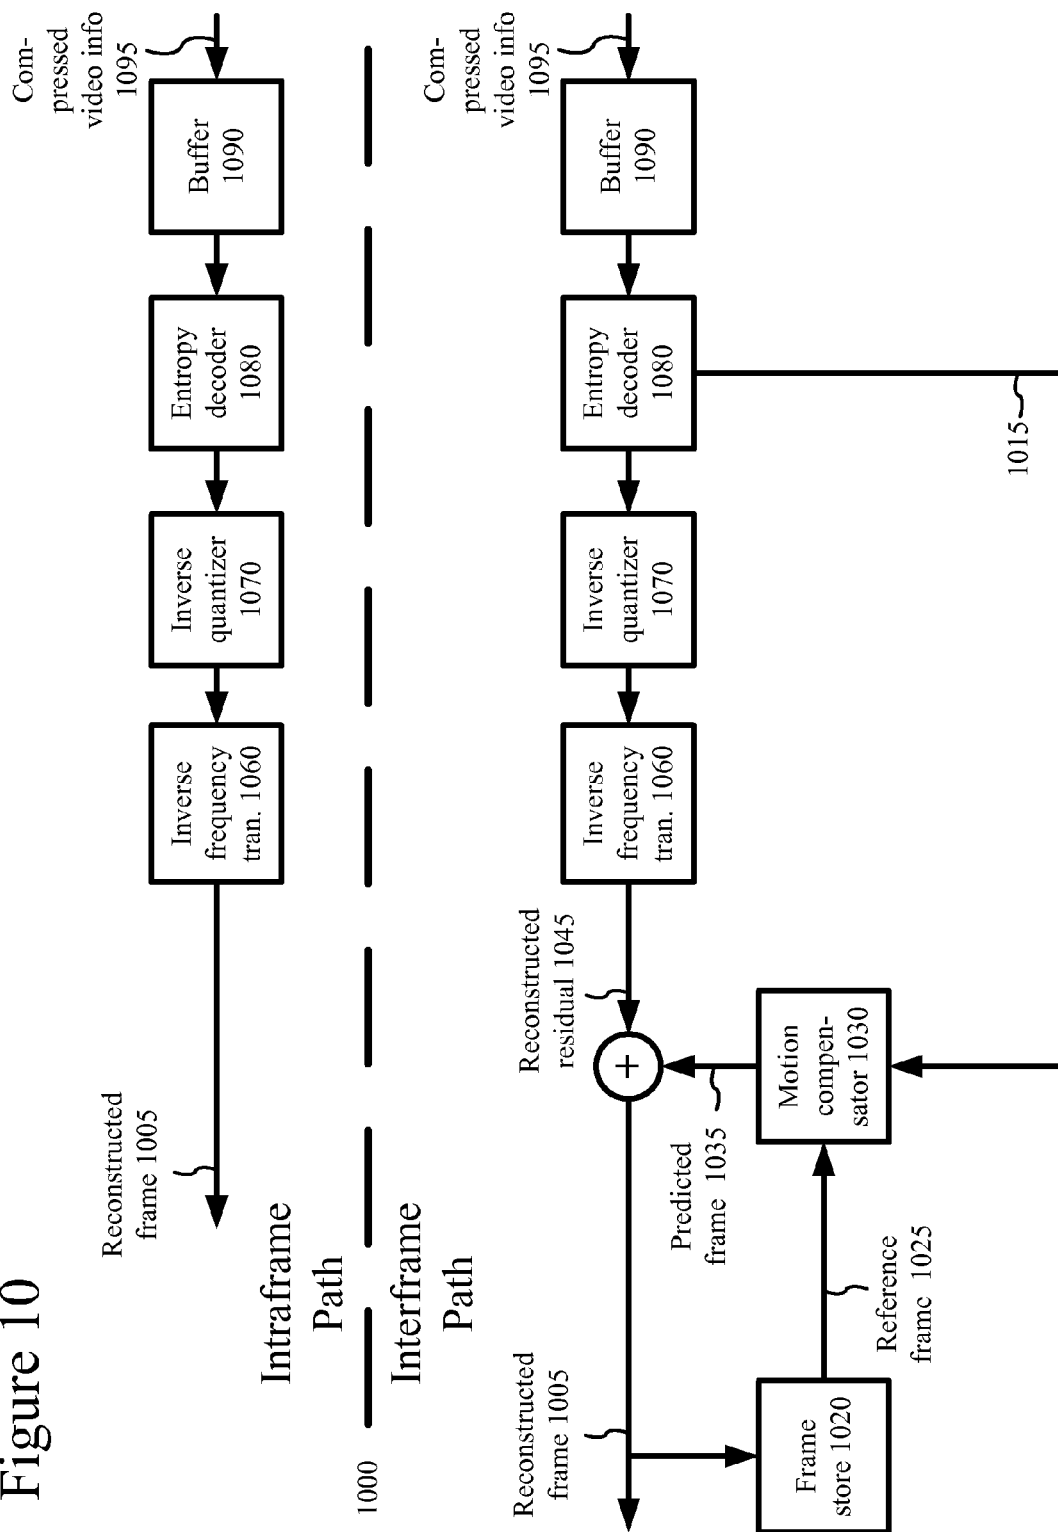 Figure 10
Com-
pressed
video info
1095
Buffer
1090
Entropy
decoder
1080
Inverse
quantizer
1070
Inverse
frequency
tran. 1060
Reconstructed
frame 1005
Intraframe
Path
1000
Interframe
Path
Com-
pressed
video info
1095
Buffer
1090
Entropy
decoder
1080
Inverse
quantizer
1070
Inverse
frequency
tran. 1060
Reconstructed
residual 1045
+
Reconstructed
frame 1005
Predicted
frame 1035
Motion
compen-
sator 1030
Reference
frame 1025
Frame
store 1020
1015